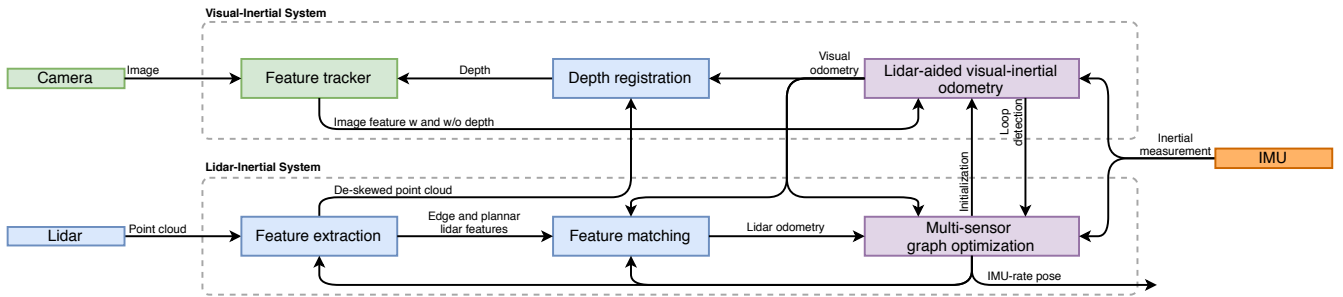 Visual-Inertial System
Camera
Image
Feature tracker
Depth
Depth registration
Visual
odometry
Lidar-aided visual-inertial
odometry
Image feature w and w/o depth
Loop
detection
Initialization
Inertial
measurement
IMU
Lidar-Inertial System
De-skewed point cloud
Lidar
Point cloud
Feature extraction
Edge and plannar
lidar features
Feature matching
Lidar odometry
Multi-sensor
graph optimization
IMU-rate pose